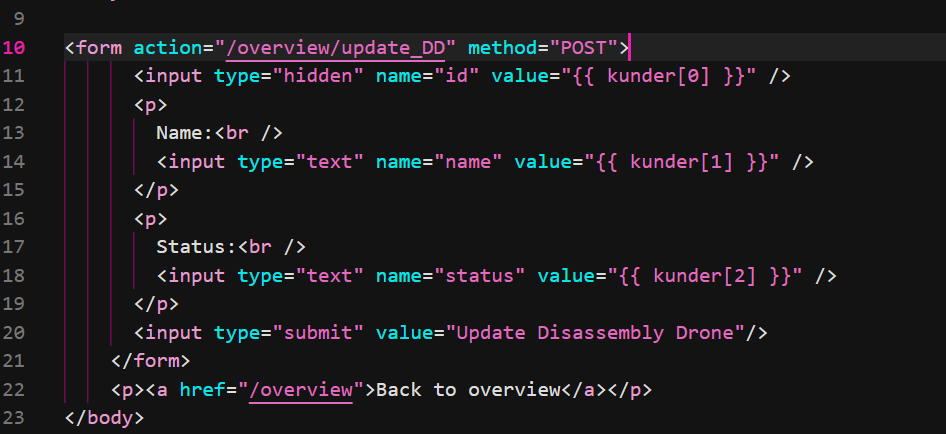 9
10 <form action="/overview/update_DD" method="POST">
11 <input type="hidden" name="id" value="{{ kunder[0] }}" />
12 <p>
13 Name:<br />
14 <input type="text" name="name" value="{{ kunder[1] }}" />
15 </p>
16 <p>
17 Status:<br />
18 <input type="text" name="status" value="{{ kunder[2] }}" />
19 </p>
20 <input type="submit" value="Update Disassembly Drone"/>
21 </form>
22 <p><a href="/overview">Back to overview</a></p>
23 </body>